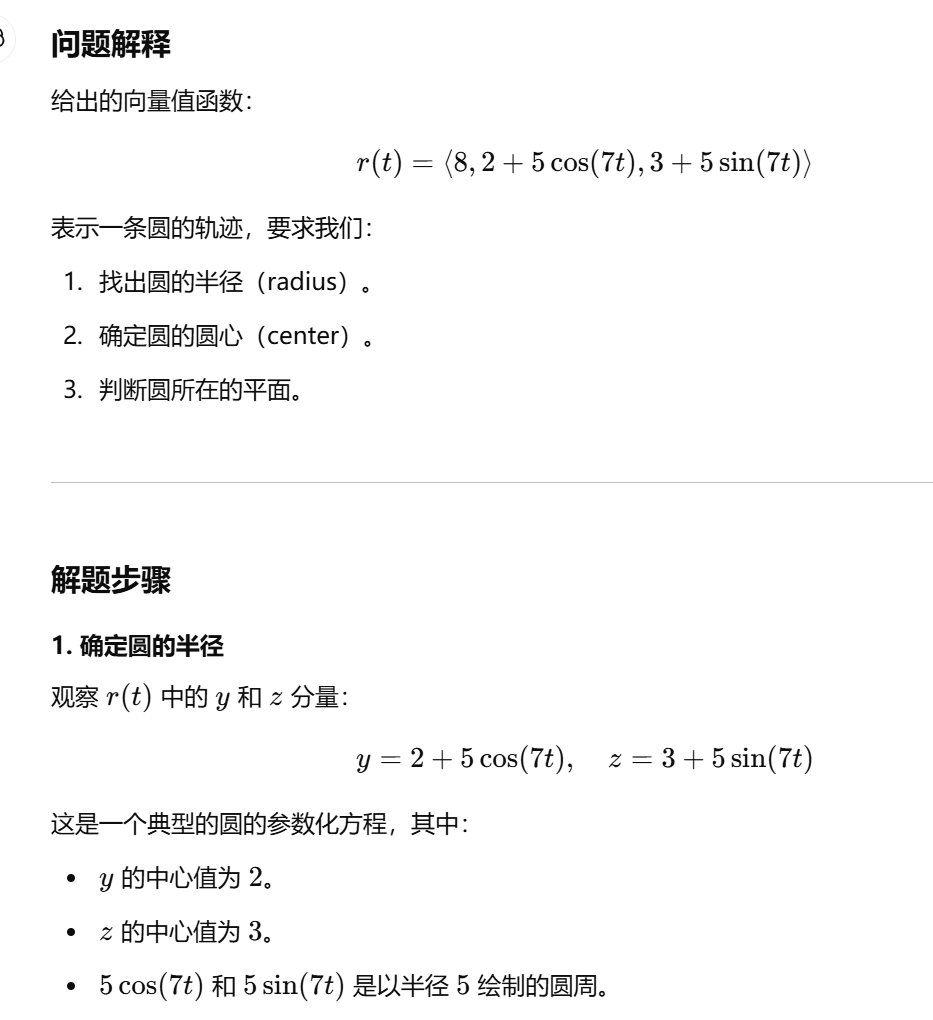 问题解释
给出的向量值函数：
r(t) = ⟨8, 2 + 5 cos(7t), 3 + 5 sin(7t)⟩
表示一条圆的轨迹，要求我们：
1. 找出圆的半径（radius）。
2. 确定圆的圆心（center）。
3. 判断圆所在的平面。
解题步骤
1. 确定圆的半径
观察 r(t) 中的 y 和 z 分量：
y = 2 + 5 cos(7t), z = 3 + 5 sin(7t)
这是一个典型的圆的参数化方程，其中：
• y 的中心值为 2。
• z 的中心值为 3。
• 5 cos(7t) 和 5 sin(7t) 是以半径 5 绘制的圆周。